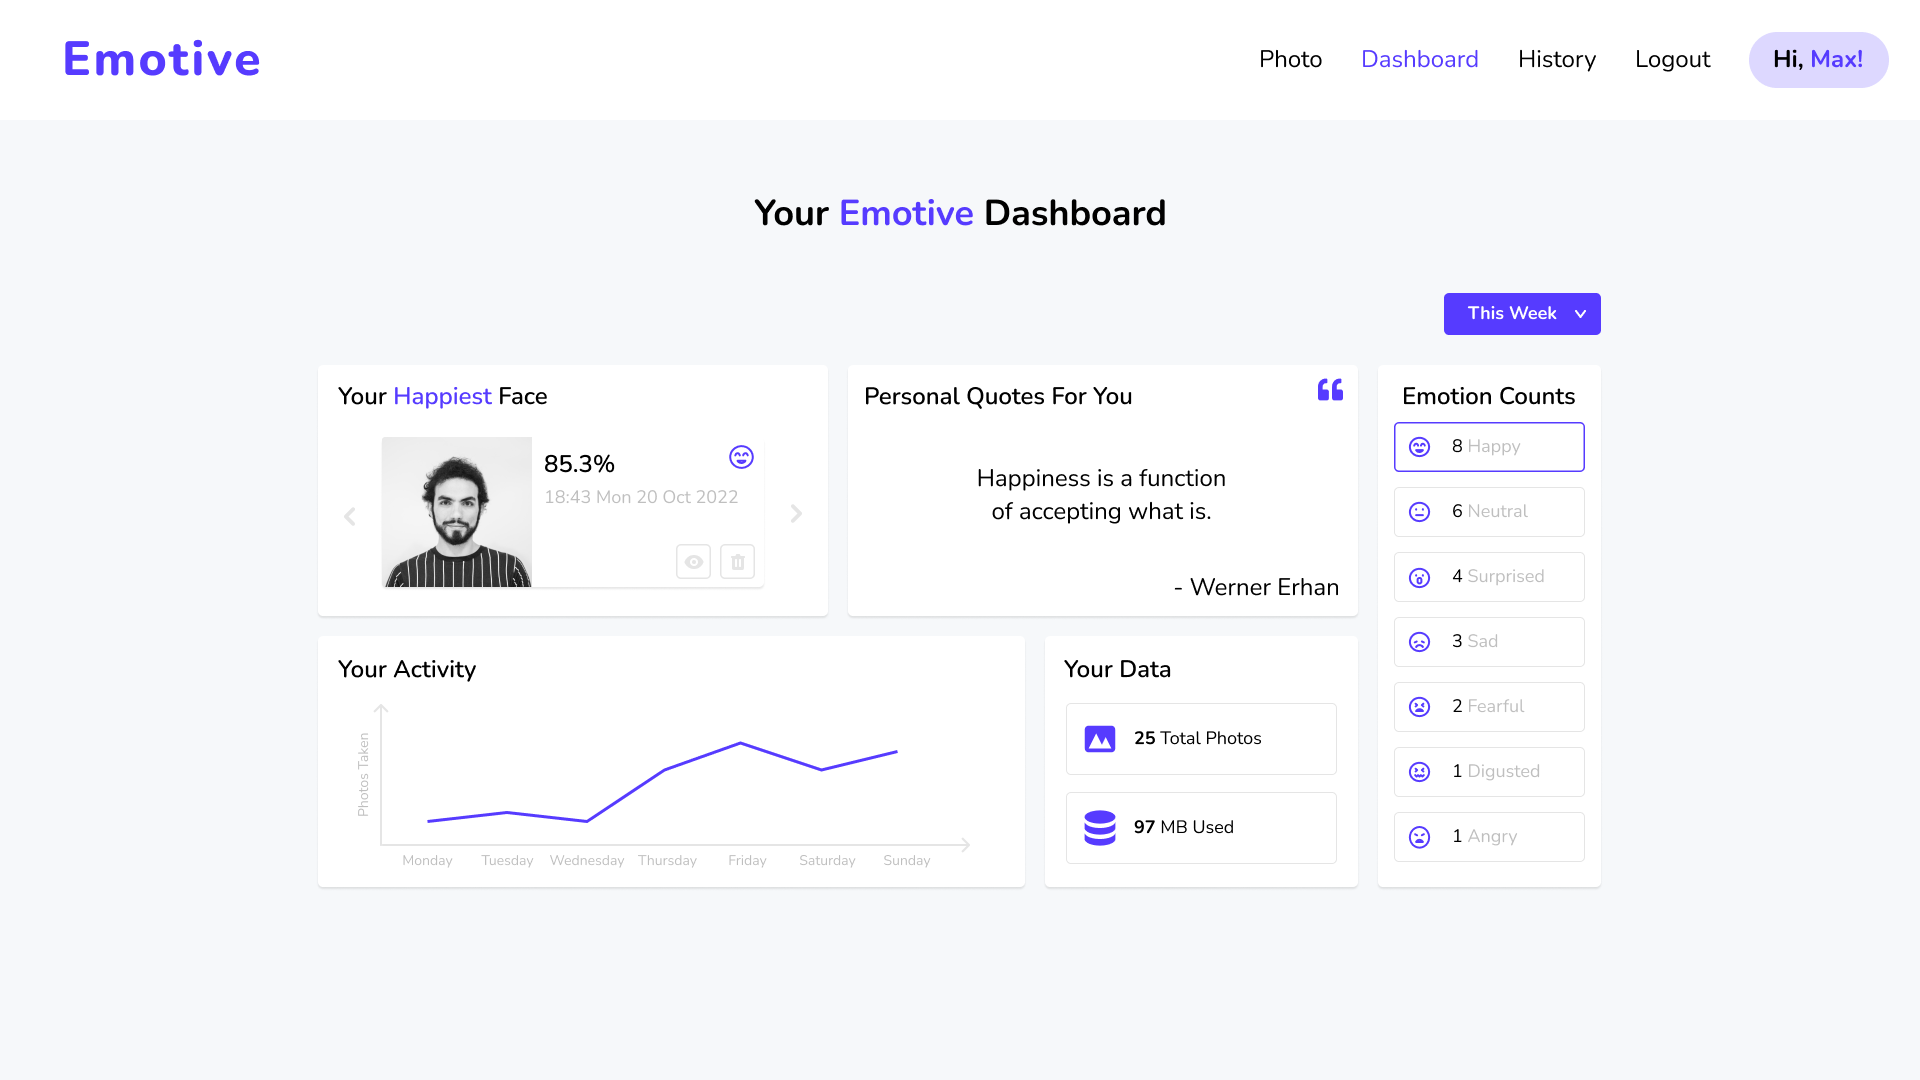 Emotive
Photo
Dashboard
History
Logout
Hi, Max!
Your Emotive Dashboard
This Week
Your Happiest Face
85.3%
18:43 Mon 20 Oct 2022
Personal Quotes For You
Happiness is a function
of accepting what is.
- Werner Erhan
Emotion Counts
8 Happy
6 Neutral
4 Surprised
3 Sad
2 Fearful
1 Digusted
1 Angry
Your Activity
Photos Taken
Monday
Tuesday
Wednesday
Thursday
Friday
Saturday
Sunday
Your Data
25 Total Photos
97 MB Used